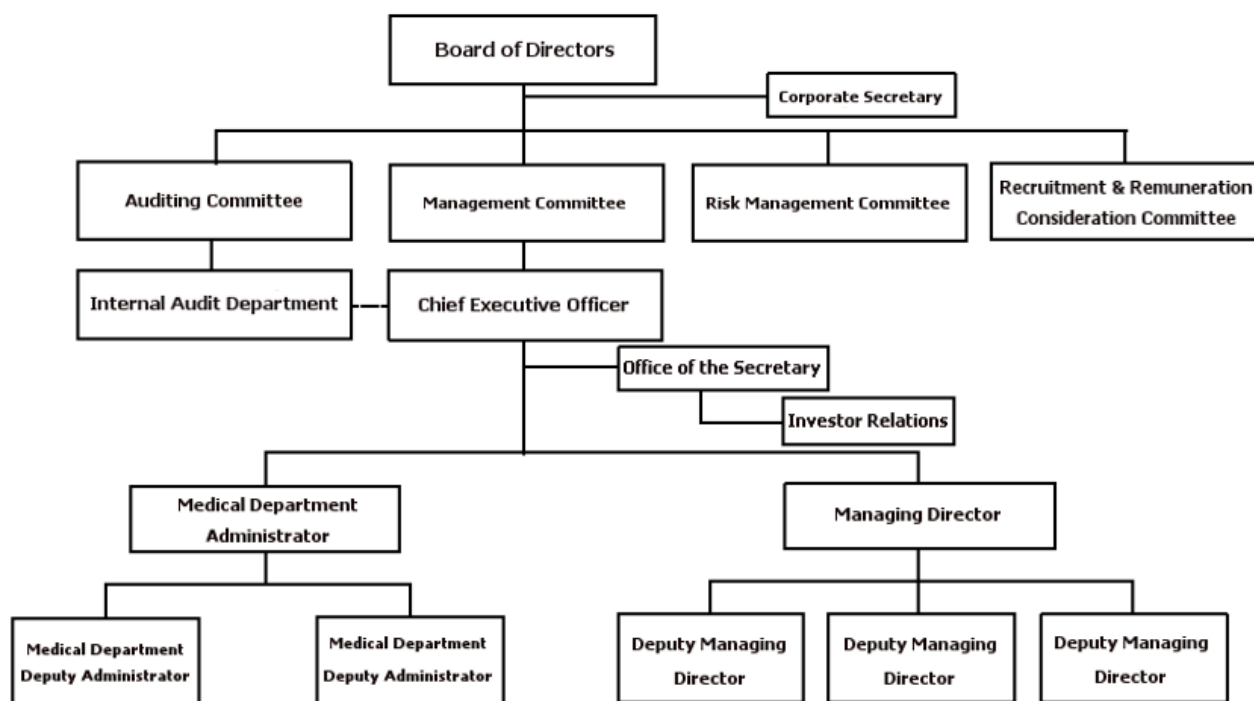 Board of Directors
Corporate Secretary
Auditing Committee
Management Committee
Risk Management Committee
Recruitment & Remuneration
Consideration Committee
Internal Audit Department
Chief Executive Officer
Office of the Secretary
Investor Relations
Medical Department
Administrator
Managing Director
Medical Department
Deputy Administrator
Medical Department
Deputy Administrator
Deputy Managing
Director
Deputy Managing
Director
Deputy Managing
Director